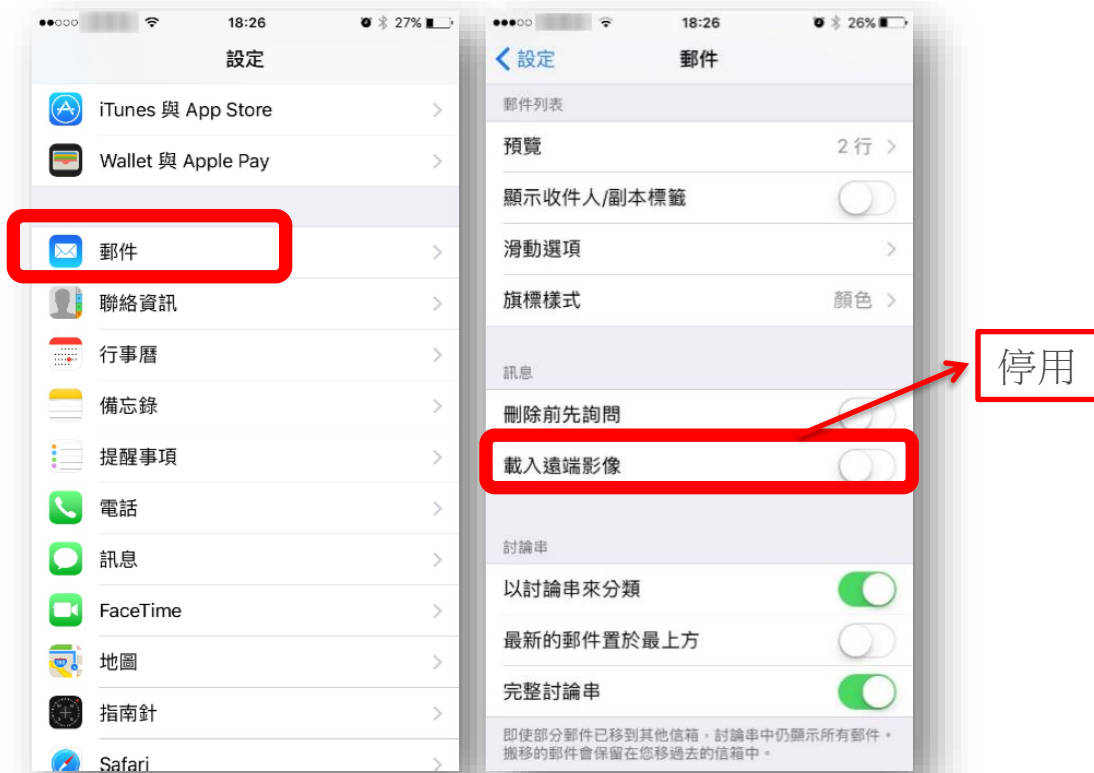 18:26
27%
設定
iTunes 與 App Store
Wallet 與 Apple Pay
郵件
聯絡資訊
行事曆
備忘錄
提醒事項
電話
訊息
FaceTime
地圖
指南針
Safari
18:26
26%
設定
郵件
郵件列表
預覽
2 行
顯示收件人/副本標籤
滑動選項
旗標樣式
顏色
訊息
刪除前先詢問
載入遠端影像
討論串
以討論串來分類
最新的郵件置於最上方
完整討論串
即使部分郵件已移到其他信箱，討論串中仍顯示所有郵件。
搬移的郵件會保留在您移過去的信箱中。
停用